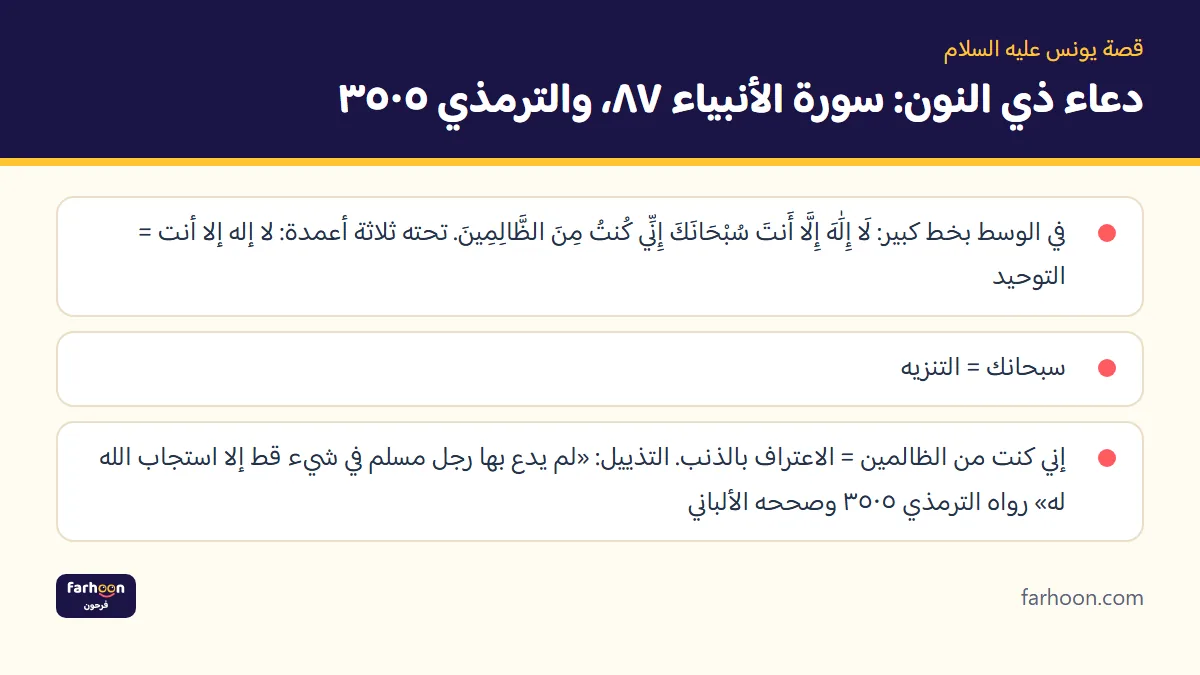 قصة يونس عليه السلام
دعاء ذي النون: سورة الأنبياء ٨٧، والترمذي ٣٥٠٥
في الوسط بخط كبير: لَا إِلَٰهَ إِلَّا أَنتَ سُبْحَانَكَ إِنِّي كُنتُ مِنَ الظَّالِمِينَ. تحته ثلاثة أعمدة: لا إله إلا أنت =
التوحيد
سبحانك = التنزيه
إني كنت من الظالمين = الاعتراف بالذنب. التذييل: «لم يدع بها رجل مسلم في شيء قط إلا استجاب الله
له» رواه الترمذي ٣٥٠٥ وصححه الألباني
farhoon.com
farhoon
فرحون